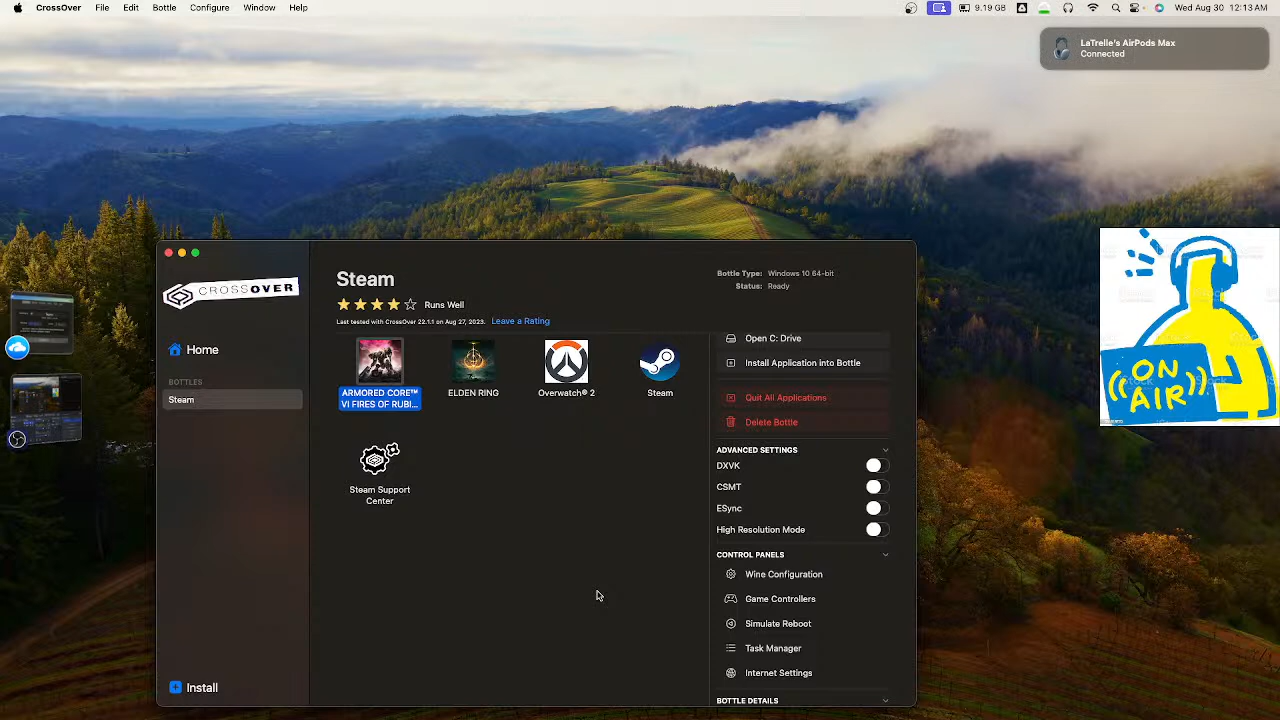 CrossOver File Edit Bottle Configure Window Help
9.19 GB Wed Aug 30 12:13 AM
LaTrelle's AirPods Max
Connected
CROSSOVER
Home
BOTTLES
Steam
Install
Steam
Runs Well
Last tested with CrossOver 22.1.1 on Aug 27, 2023. Leave a Rating
Bottle Type: Windows 10 64-bit
Status: Ready
ARMORED CORE™
VI FIRES OF RUBI...
ELDEN RING
Overwatch® 2
Steam
Steam Support
Center
Open C: Drive
Install Application into Bottle
Quit All Applications
Delete Bottle
ADVANCED SETTINGS
DXVK
CSMT
ESync
High Resolution Mode
CONTROL PANELS
Wine Configuration
Game Controllers
Simulate Reboot
Task Manager
Internet Settings
BOTTLE DETAILS
ON
AIR